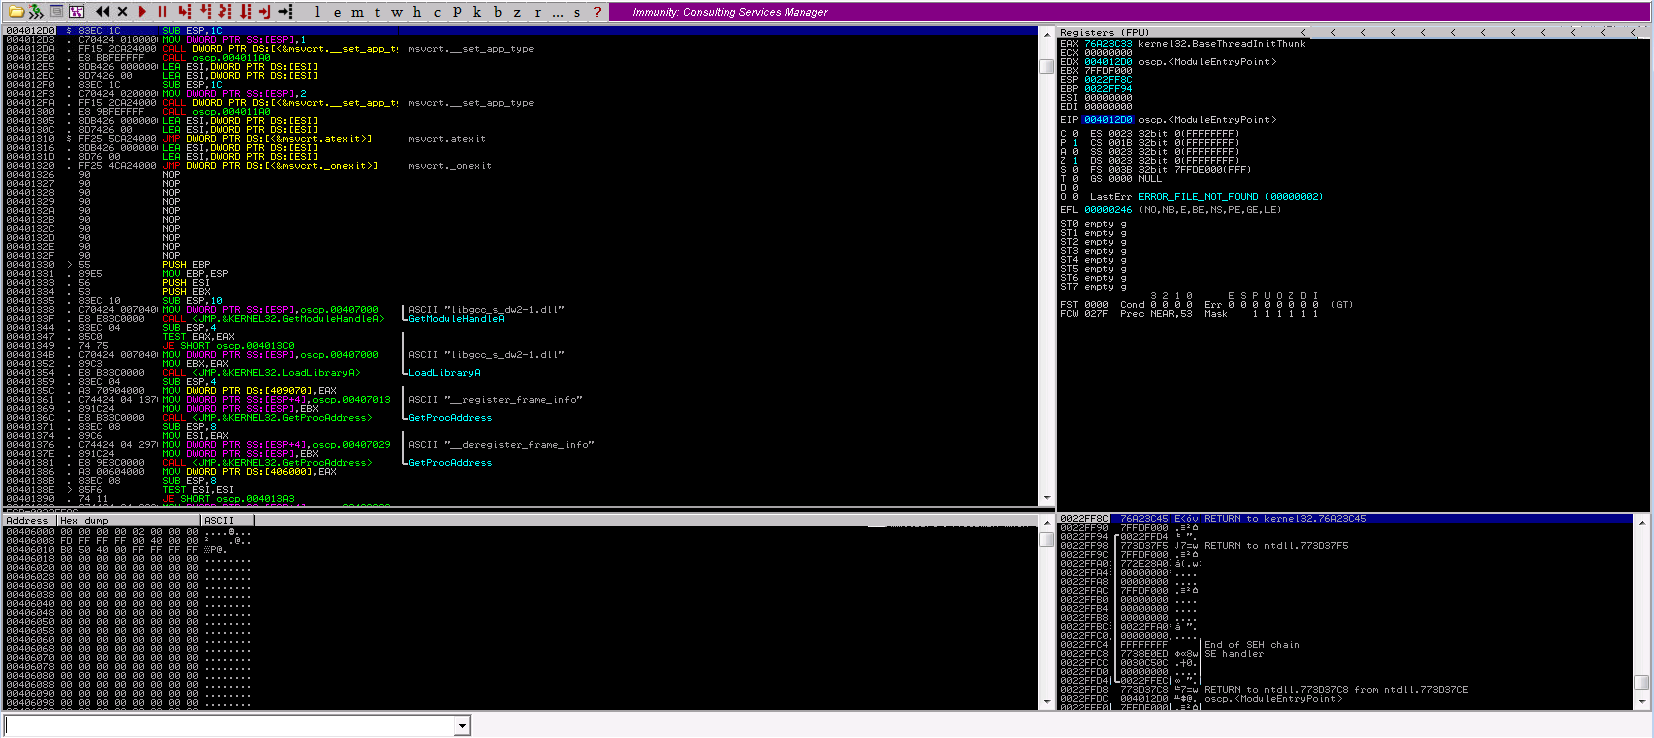 l e m t w h c p k b z r ... s ? Immunity: Consulting Services Manager
004012D0 $ 83EC 1C SUB ESP,1C
004012D3 . C70424 010000 MOV DWORD PTR SS:[ESP],1
004012DA . FF15 2CA24000 CALL DWORD PTR DS:[<&msvcrt.__set_app_ty msvcrt.__set_app_type
004012E0 . E8 BBFEFFFF CALL oscp.004011A0
004012E5 . 8DB426 000000 LEA ESI,DWORD PTR DS:[ESI]
004012EC . 8D7426 00 LEA ESI,DWORD PTR DS:[ESI]
004012F0 . 83EC 1C SUB ESP,1C
004012F3 . C70424 020000 MOV DWORD PTR SS:[ESP],2
004012FA . FF15 2CA24000 CALL DWORD PTR DS:[<&msvcrt.__set_app_ty msvcrt.__set_app_type
00401300 . E8 9BFEFFFF CALL oscp.004011A0
00401305 . 8DB426 000000 LEA ESI,DWORD PTR DS:[ESI]
0040130C . 8D7426 00 LEA ESI,DWORD PTR DS:[ESI]
00401310 $ FF25 5CA24000 JMP DWORD PTR DS:[<&msvcrt.atexit>] msvcrt.atexit
00401316 . 8DB426 000000 LEA ESI,DWORD PTR DS:[ESI]
0040131D . 8D76 00 LEA ESI,DWORD PTR DS:[ESI]
00401320 . FF25 4CA24000 JMP DWORD PTR DS:[<&msvcrt._onexit>] msvcrt._onexit
00401326 90 NOP
00401327 90 NOP
00401328 90 NOP
00401329 90 NOP
0040132A 90 NOP
0040132B 90 NOP
0040132C 90 NOP
0040132D 90 NOP
0040132E 90 NOP
0040132F 90 NOP
00401330 > 55 PUSH EBP
00401331 . 89E5 MOV EBP,ESP
00401333 . 56 PUSH ESI
00401334 . 53 PUSH EBX
00401335 . 83EC 10 SUB ESP,10
00401338 . C70424 007040 MOV DWORD PTR SS:[ESP],oscp.00407000 ASCII "libgcc_s_dw2-1.dll"
0040133F . E8 E83C0000 CALL <JMP.&KERNEL32.GetModuleHandleA> GetModuleHandleA
00401344 . 83EC 04 SUB ESP,4
00401347 . 85C0 TEST EAX,EAX
00401349 . 74 75 JE SHORT oscp.004013C0
0040134B . C70424 007040 MOV DWORD PTR SS:[ESP],oscp.00407000 ASCII "libgcc_s_dw2-1.dll"
00401352 . 89C3 MOV EBX,EAX
00401354 . E8 B33C0000 CALL <JMP.&KERNEL32.LoadLibraryA> LoadLibraryA
00401359 . 83EC 04 SUB ESP,4
0040135C . A3 70904000 MOV DWORD PTR DS:[409070],EAX
00401361 . C74424 04 137 MOV DWORD PTR SS:[ESP+4],oscp.00407013 ASCII "__register_frame_info"
00401369 . 891C24 MOV DWORD PTR SS:[ESP],EBX
0040136C . E8 B33C0000 CALL <JMP.&KERNEL32.GetProcAddress> GetProcAddress
00401371 . 83EC 08 SUB ESP,8
00401374 . 89C6 MOV ESI,EAX
00401376 . C74424 04 297 MOV DWORD PTR SS:[ESP+4],oscp.00407029 ASCII "__deregister_frame_info"
0040137E . 891C24 MOV DWORD PTR SS:[ESP],EBX
00401381 . E8 9E3C0000 CALL <JMP.&KERNEL32.GetProcAddress> GetProcAddress
00401386 . A3 00604000 MOV DWORD PTR DS:[406000],EAX
0040138B . 83EC 08 SUB ESP,8
0040138E > 85F6 TEST ESI,ESI
00401390 . 74 11 JE SHORT oscp.004013A3
Registers (FPU) < < < < < < < < < < <
EAX 76A23C33 kernel32.BaseThreadInitThunk
ECX 00000000
EDX 004012D0 oscp.<ModuleEntryPoint>
EBX 7FFDF000
ESP 0022FF8C
EBP 0022FF94
ESI 00000000
EDI 00000000
EIP 004012D0 oscp.<ModuleEntryPoint>
C 0 ES 0023 32bit 0(FFFFFFFF)
P 1 CS 001B 32bit 0(FFFFFFFF)
A 0 SS 0023 32bit 0(FFFFFFFF)
Z 1 DS 0023 32bit 0(FFFFFFFF)
S 0 FS 003B 32bit 7FFDE000(FFF)
T 0 GS 0000 NULL
D 0
O 0 LastErr ERROR_FILE_NOT_FOUND (00000002)
EFL 00000246 (NO,NB,E,BE,NS,PE,GE,LE)
ST0 empty g
ST1 empty g
ST2 empty g
ST3 empty g
ST4 empty g
ST5 empty g
ST6 empty g
ST7 empty g
3 2 1 0 E S P U O Z D I
FST 0000 Cond 0 0 0 0 Err 0 0 0 0 0 0 0 0 (GT)
FCW 027F Prec NEAR,53 Mask 1 1 1 1 1 1
Address Hex dump ASCII
00406000 00 00 00 00 02 00 00 00 ....☻...
00406008 FD FF FF FF 00 40 00 00 ² .@..
00406010 B0 50 40 00 FF FF FF FF ░P@.
00406018 00 00 00 00 00 00 00 00 ........
00406020 00 00 00 00 00 00 00 00 ........
00406028 00 00 00 00 00 00 00 00 ........
00406030 00 00 00 00 00 00 00 00 ........
00406038 00 00 00 00 00 00 00 00 ........
00406040 00 00 00 00 00 00 00 00 ........
00406048 00 00 00 00 00 00 00 00 ........
00406050 00 00 00 00 00 00 00 00 ........
00406058 00 00 00 00 00 00 00 00 ........
00406060 00 00 00 00 00 00 00 00 ........
00406068 00 00 00 00 00 00 00 00 ........
00406070 00 00 00 00 00 00 00 00 ........
00406078 00 00 00 00 00 00 00 00 ........
00406080 00 00 00 00 00 00 00 00 ........
00406088 00 00 00 00 00 00 00 00 ........
00406090 00 00 00 00 00 00 00 00 ........
00406098 00 00 00 00 00 00 00 00 ........
0022FF8C 76A23C45 E<óv RETURN to kernel32.76A23C45
0022FF90 7FFDF000
0022FF94 0022FFD4
0022FF98 773D37F5 RETURN to ntdll.773D37F5
0022FF9C 7FFDF000
0022FFA0 772E28A0
0022FFA4 00000000 ....
0022FFA8 00000000 ....
0022FFAC 7FFDF000
0022FFB0 00000000 ....
0022FFB4 00000000 ....
0022FFB8 00000000 ....
0022FFBC 0022FFA0
0022FFC0 00000000 ....
0022FFC4 FFFFFFFF End of SEH chain
0022FFC8 7738E0ED SE handler
0022FFCC 0030C50C
0022FFD0 00000000 ....
0022FFD4 0022FFEC
0022FFD8 773D37C8 RETURN to ntdll.773D37C8 from ntdll.773D37CE
0022FFDC 004012D0 oscp.<ModuleEntryPoint>
0022FFE0 7FFDF000